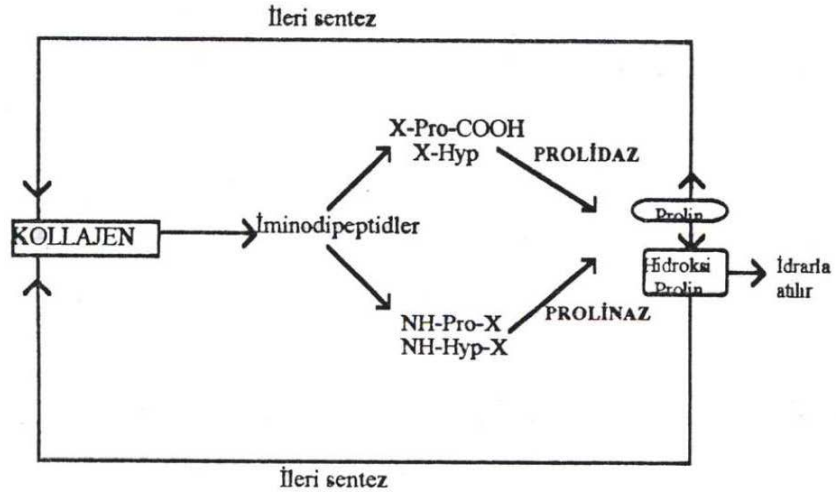 İleri sentez
X-Pro-COOH
X-Hyp
PROLİDAZ
Prolin
KOLLAJEN
İminodipeptidler
Hidroksi
Prolin
İdrarla
atılır
NH-Pro-X
NH-Hyp-X
PROLİNAZ
İleri sentez